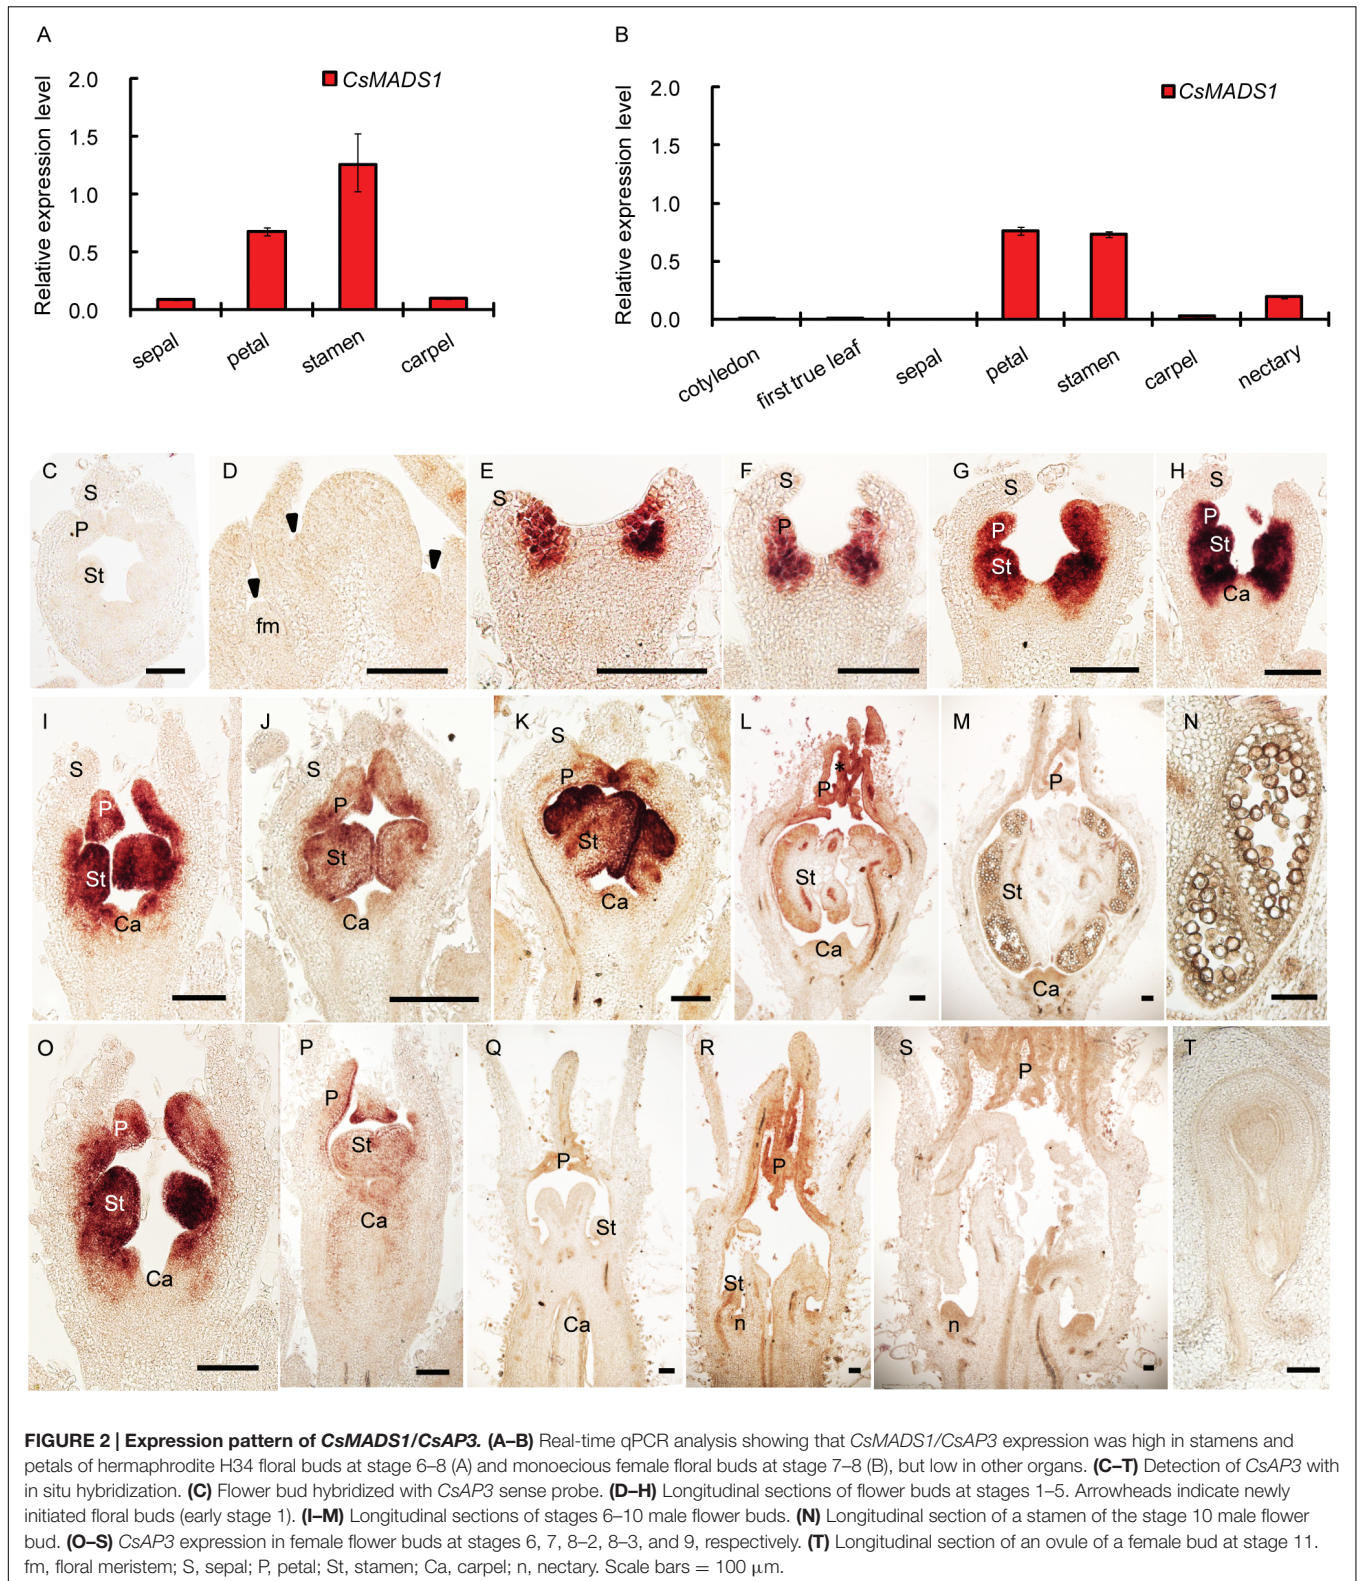 A
CsMADS1
Relative expression level
2.0
1.5
1.0
0.5
0.0
sepal petal stamen carpel
B
CsMADS1
Relative expression level
2.0
1.5
1.0
0.5
0.0
cotyledon first true leaf sepal petal stamen carpel nectary
C S P St
D fm
E S
F S P
G S P St
H S P St Ca
I S P St Ca
J S P St Ca
K S P St Ca
L P * St Ca
M P St Ca
N
O P St Ca
P P St Ca
Q P St Ca
R P St n
S P n
T
FIGURE 2 | Expression pattern of CsMADS1/CsAP3. (A–B) Real-time qPCR analysis showing that CsMADS1/CsAP3 expression was high in stamens and
petals of hermaphrodite H34 floral buds at stage 6–8 (A) and monoecious female floral buds at stage 7–8 (B), but low in other organs. (C–T) Detection of CsAP3 with
in situ hybridization. (C) Flower bud hybridized with CsAP3 sense probe. (D–H) Longitudinal sections of flower buds at stages 1–5. Arrowheads indicate newly
initiated floral buds (early stage 1). (I–M) Longitudinal sections of stages 6–10 male flower buds. (N) Longitudinal section of a stamen of the stage 10 male flower
bud. (O–S) CsAP3 expression in female flower buds at stages 6, 7, 8–2, 8–3, and 9, respectively. (T) Longitudinal section of an ovule of a female bud at stage 11.
fm, floral meristem; S, sepal; P, petal; St, stamen; Ca, carpel; n, nectary. Scale bars = 100 μm.